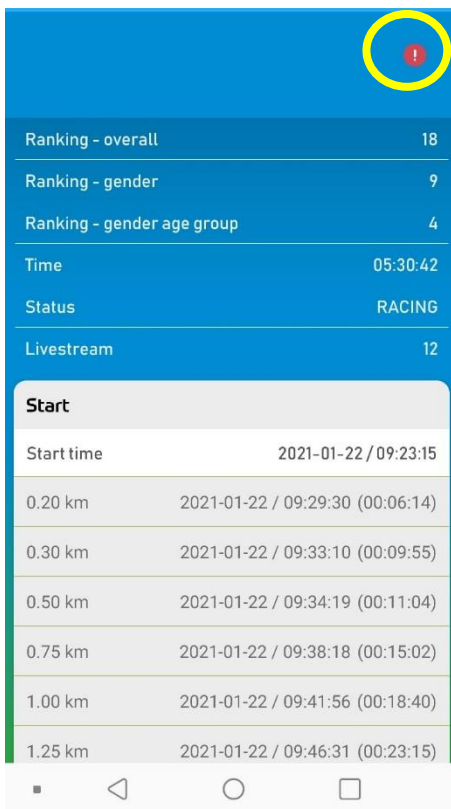 !
Ranking - overall 18
Ranking - gender 9
Ranking - gender age group 4
Time 05:30:42
Status RACING
Livestream 12
Start
Start time 2021-01-22 / 09:23:15
0.20 km 2021-01-22 / 09:29:30 (00:06:14)
0.30 km 2021-01-22 / 09:33:10 (00:09:55)
0.50 km 2021-01-22 / 09:34:19 (00:11:04)
0.75 km 2021-01-22 / 09:38:18 (00:15:02)
1.00 km 2021-01-22 / 09:41:56 (00:18:40)
1.25 km 2021-01-22 / 09:46:31 (00:23:15)